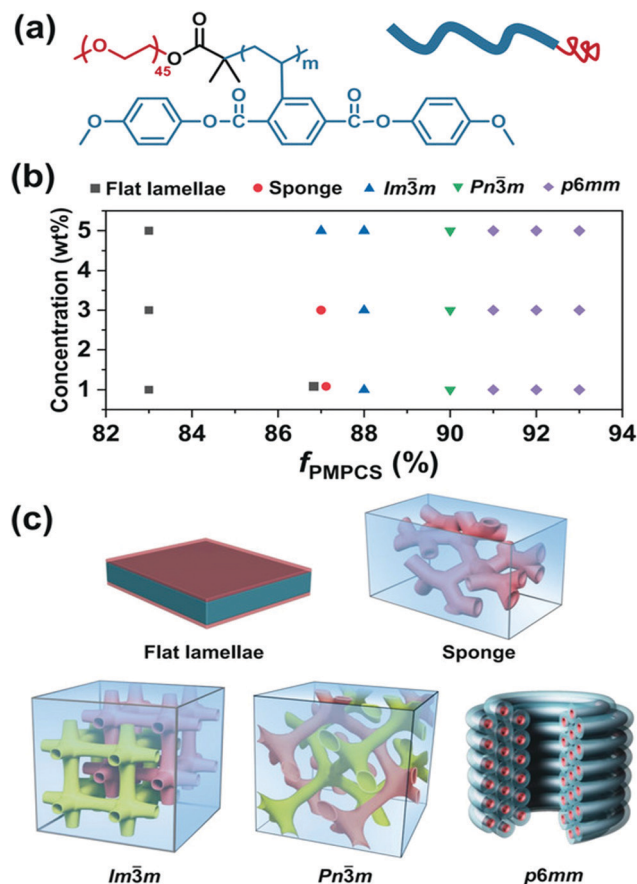 (a)
O
O
45
O
m
O
O
O
O
O
O
(b)
Flat lamellae Sponge Im3̄m Pn3̄m p6mm
Concentration (wt%)
5
4
3
2
1
82 84 86 88 90 92 94
fPMPCS (%)
(c)
Flat lamellae Sponge
Im3̄m Pn3̄m p6mm